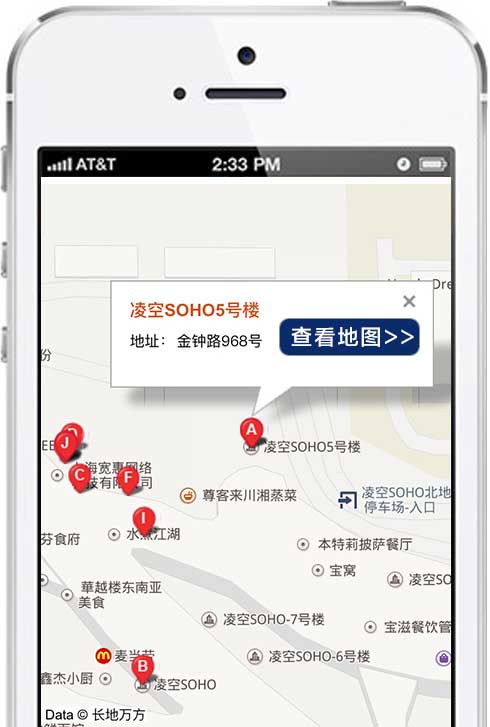 AT&T
2:33 PM
凌空SOHO5号楼
地址： 金钟路968号
查看地图>>
份
A
凌空SOHO5号楼
J
海宽惠网络
技有限公司
C
F
尊客来川湘蒸菜
凌空SOHO北地
停车场-入口
I
水煮江湖
芬食府
本特莉披萨餐厅
宝窝
凌空SO
華越楼东南亚
美食
凌空SOHO-7号楼
宝滋餐饮管
麦当劳
凌空SOHO-6号楼
B
鑫杰小厨
凌空SOHO
Data © 长地万方